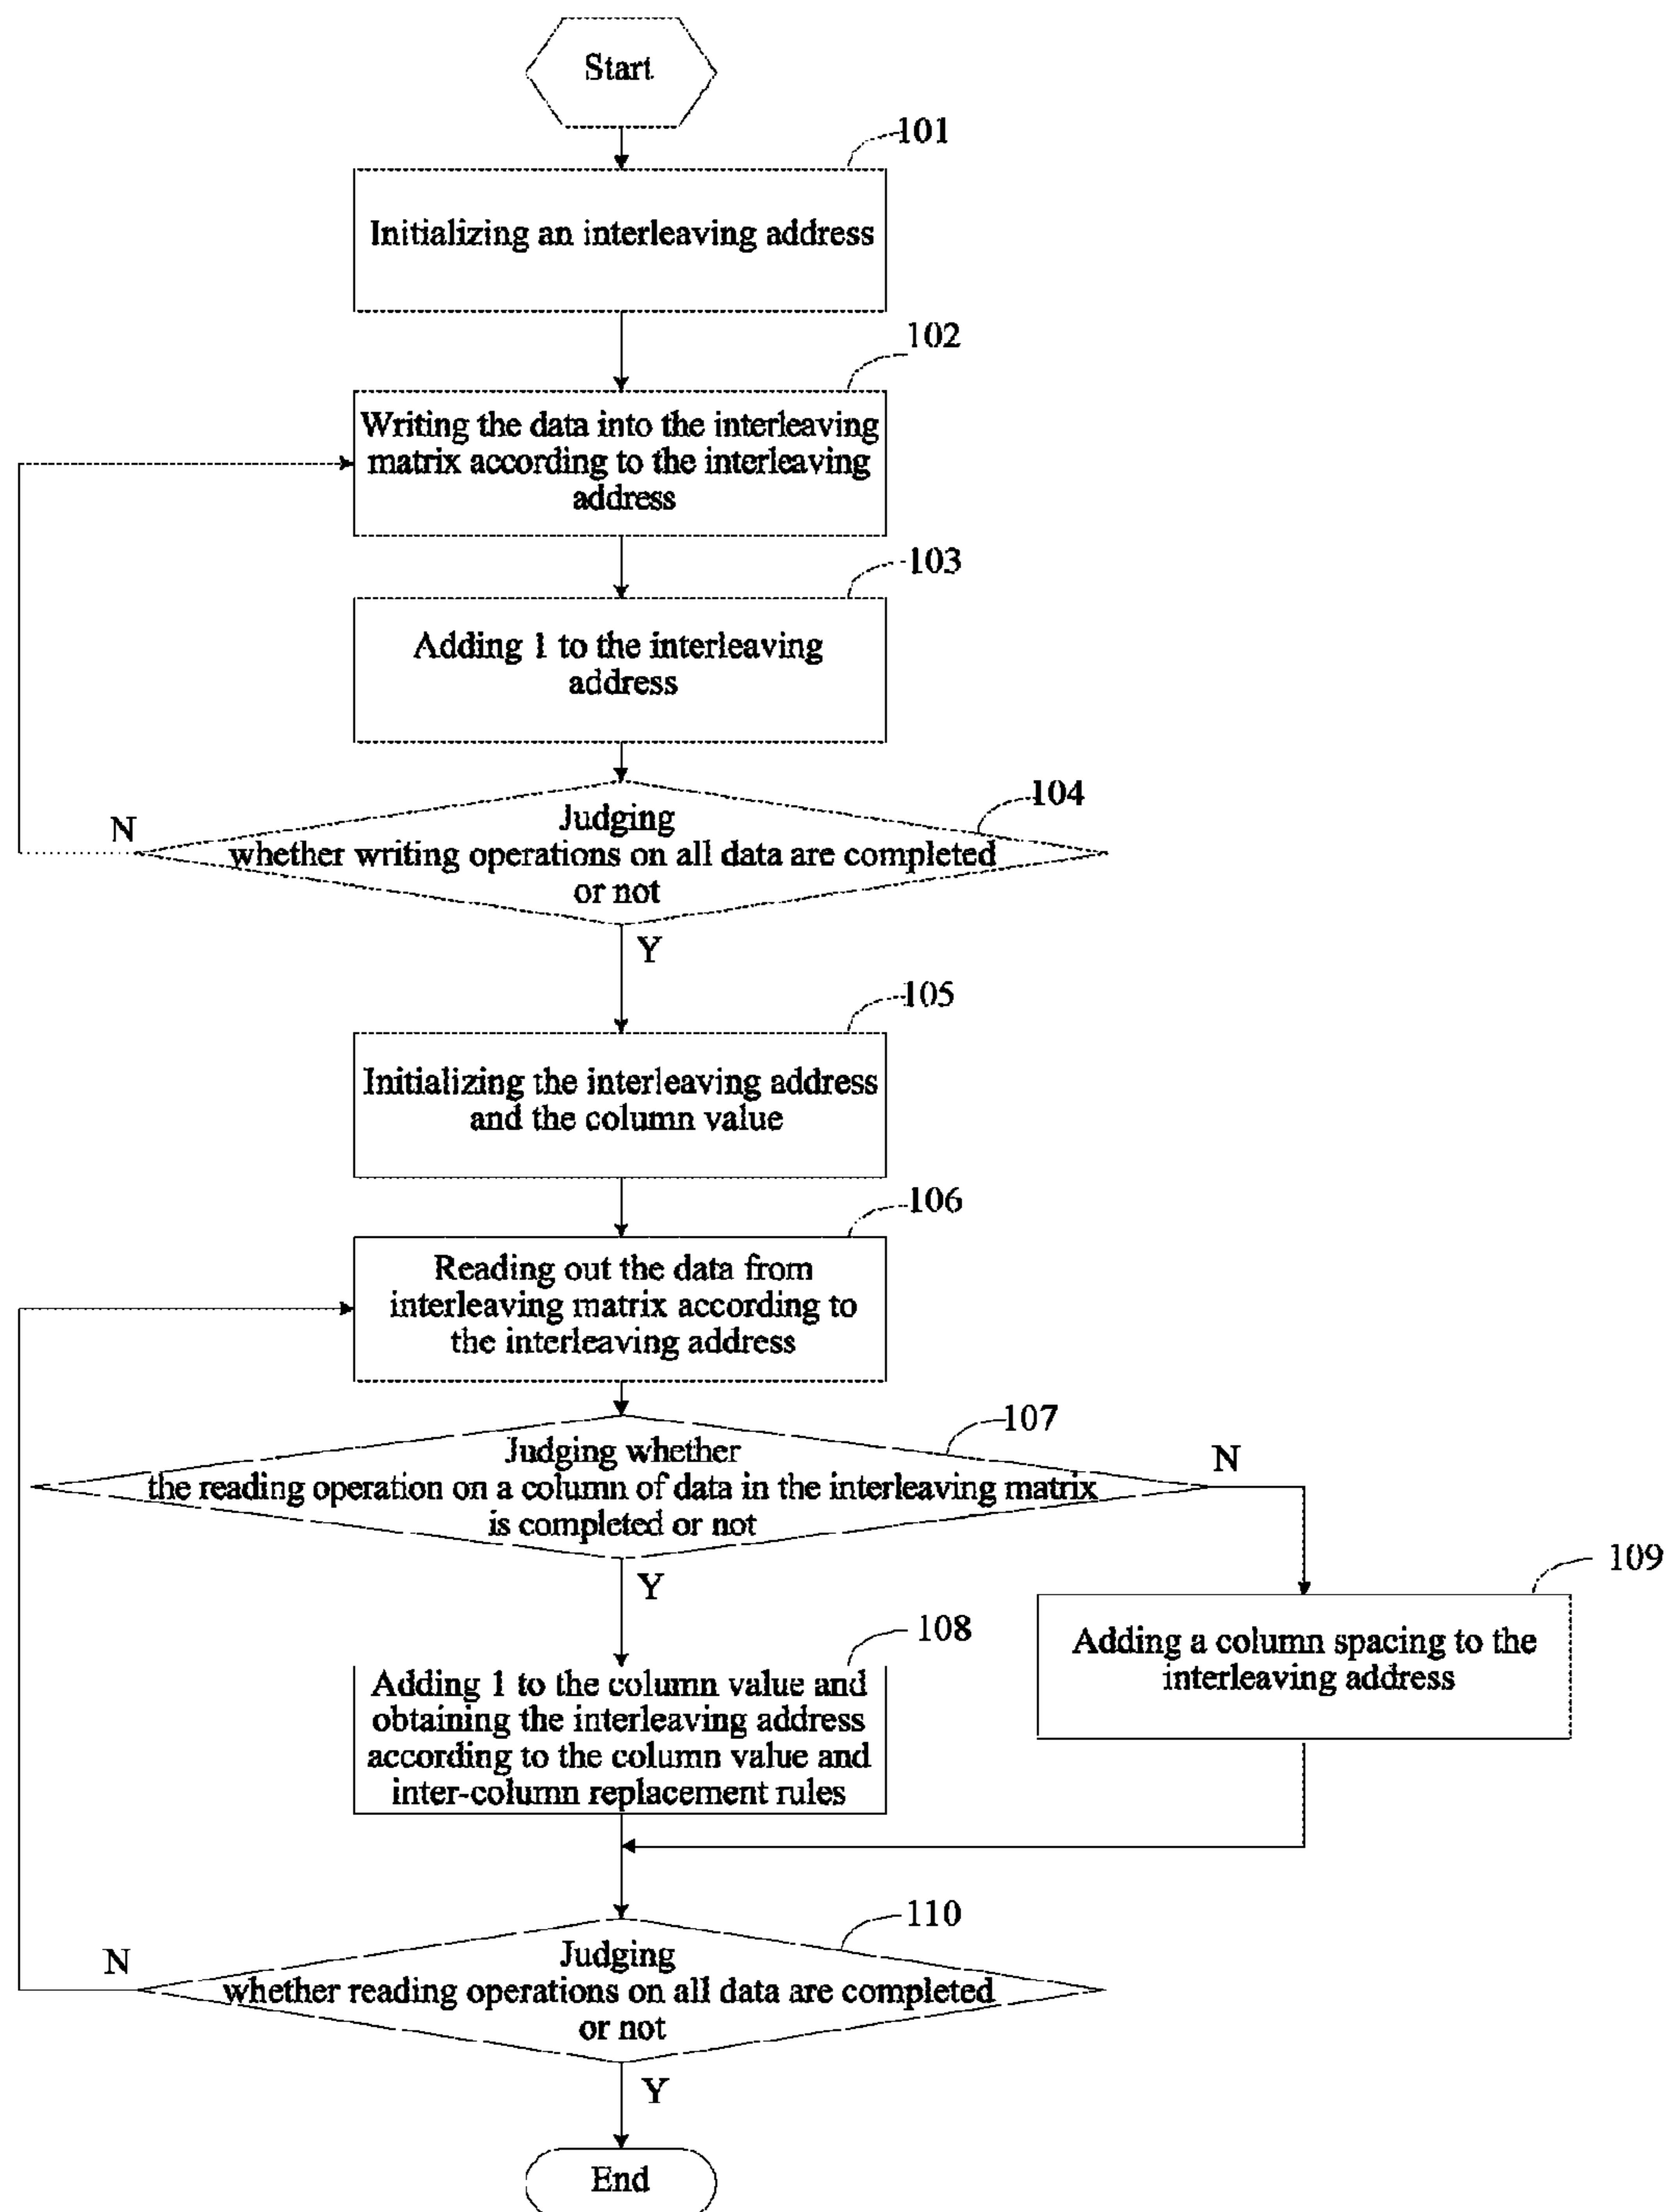 Start
101
Initializing an interleaving address
102
Writing the data into the interleaving
matrix according to the interleaving
address
103
Adding 1 to the interleaving
address
104
N
Judging
whether writing operations on all data are completed
or not
Y
105
Initializing the interleaving address
and the column value
106
Reading out the data from
interleaving matrix according to
the interleaving address
107
Judging whether
the reading operation on a column of data in the interleaving matrix
is completed or not
N
Y
109
Adding a column spacing to the
interleaving address
108
Adding 1 to the column value and
obtaining the interleaving address
according to the column value and
inter-column replacement rules
110
N
Judging
whether reading operations on all data are completed
or not
Y
End